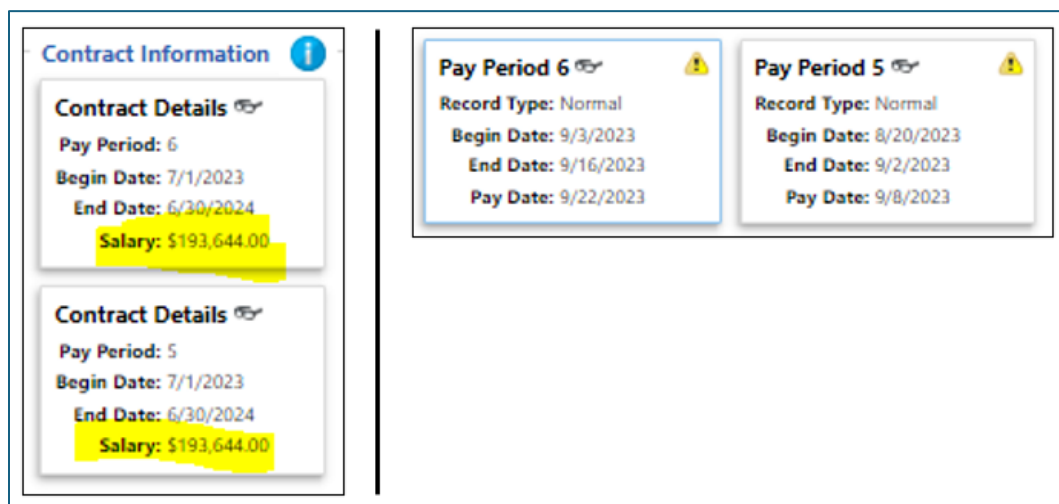 Contract Information
Contract Details
Pay Period: 6
Begin Date: 7/1/2023
End Date: 6/30/2024
Salary: $193,644.00
Contract Details
Pay Period: 5
Begin Date: 7/1/2023
End Date: 6/30/2024
Salary: $193,644.00
Pay Period 6
Record Type: Normal
Begin Date: 9/3/2023
End Date: 9/16/2023
Pay Date: 9/22/2023
Pay Period 5
Record Type: Normal
Begin Date: 8/20/2023
End Date: 9/2/2023
Pay Date: 9/8/2023